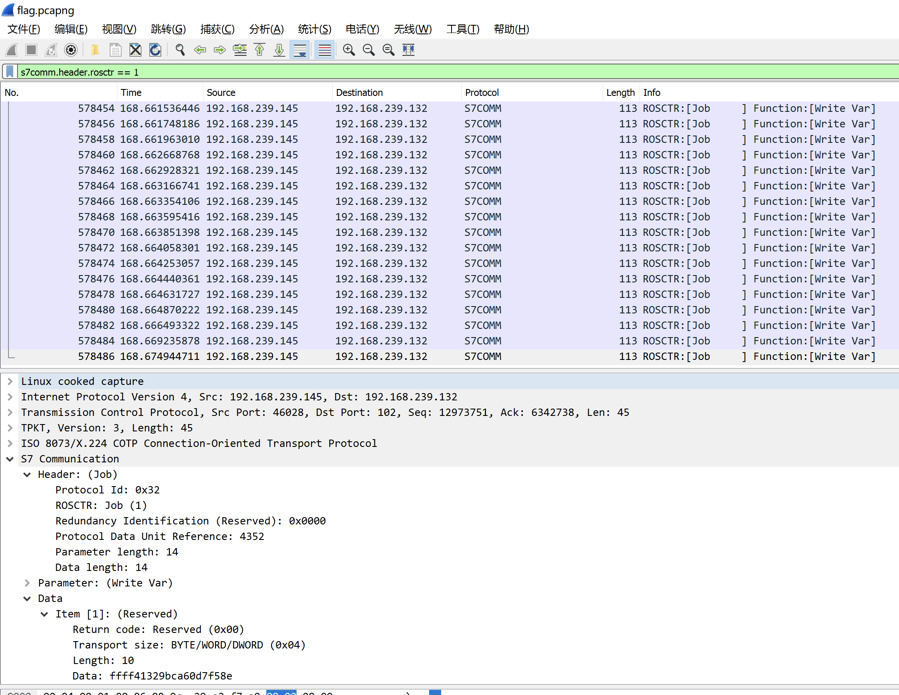 flag.pcapng
文件(F) 编辑(E) 视图(V) 跳转(G) 捕获(C) 分析(A) 统计(S) 电话(Y) 无线(W) 工具(T) 帮助(H)
s7comm.header.rosctr == 1
No. Time Source Destination Protocol Length Info
578454 168.661536446 192.168.239.145 192.168.239.132 S7COMM 113 ROSCTR:[Job ] Function:[Write Var]
578456 168.661748186 192.168.239.145 192.168.239.132 S7COMM 113 ROSCTR:[Job ] Function:[Write Var]
578458 168.661963010 192.168.239.145 192.168.239.132 S7COMM 113 ROSCTR:[Job ] Function:[Write Var]
578460 168.662668768 192.168.239.145 192.168.239.132 S7COMM 113 ROSCTR:[Job ] Function:[Write Var]
578462 168.662928321 192.168.239.145 192.168.239.132 S7COMM 113 ROSCTR:[Job ] Function:[Write Var]
578464 168.663166741 192.168.239.145 192.168.239.132 S7COMM 113 ROSCTR:[Job ] Function:[Write Var]
578466 168.663354106 192.168.239.145 192.168.239.132 S7COMM 113 ROSCTR:[Job ] Function:[Write Var]
578468 168.663595416 192.168.239.145 192.168.239.132 S7COMM 113 ROSCTR:[Job ] Function:[Write Var]
578470 168.663851398 192.168.239.145 192.168.239.132 S7COMM 113 ROSCTR:[Job ] Function:[Write Var]
578472 168.664058301 192.168.239.145 192.168.239.132 S7COMM 113 ROSCTR:[Job ] Function:[Write Var]
578474 168.664253057 192.168.239.145 192.168.239.132 S7COMM 113 ROSCTR:[Job ] Function:[Write Var]
578476 168.664440361 192.168.239.145 192.168.239.132 S7COMM 113 ROSCTR:[Job ] Function:[Write Var]
578478 168.664631727 192.168.239.145 192.168.239.132 S7COMM 113 ROSCTR:[Job ] Function:[Write Var]
578480 168.664870222 192.168.239.145 192.168.239.132 S7COMM 113 ROSCTR:[Job ] Function:[Write Var]
578482 168.666493322 192.168.239.145 192.168.239.132 S7COMM 113 ROSCTR:[Job ] Function:[Write Var]
578484 168.669235878 192.168.239.145 192.168.239.132 S7COMM 113 ROSCTR:[Job ] Function:[Write Var]
578486 168.674944711 192.168.239.145 192.168.239.132 S7COMM 113 ROSCTR:[Job ] Function:[Write Var]
Linux cooked capture
Internet Protocol Version 4, Src: 192.168.239.145, Dst: 192.168.239.132
Transmission Control Protocol, Src Port: 46028, Dst Port: 102, Seq: 12973751, Ack: 6342738, Len: 45
TPKT, Version: 3, Length: 45
ISO 8073/X.224 COTP Connection-Oriented Transport Protocol
S7 Communication
Header: (Job)
Protocol Id: 0x32
ROSCTR: Job (1)
Redundancy Identification (Reserved): 0x0000
Protocol Data Unit Reference: 4352
Parameter length: 14
Data length: 14
Parameter: (Write Var)
Data
Item [1]: (Reserved)
Return code: Reserved (0x00)
Transport size: BYTE/WORD/DWORD (0x04)
Length: 10
Data: ffff41329bca60d7f58e